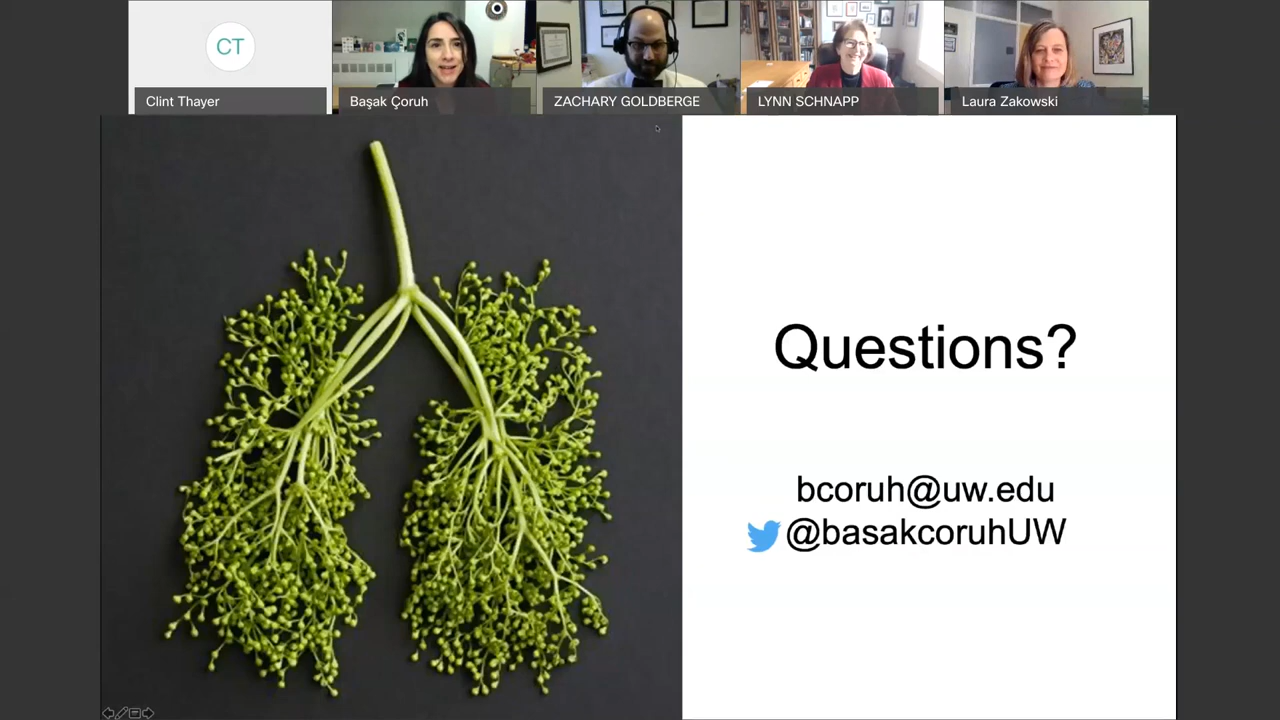 CT
Clint Thayer
Başak Çoruh
ZACHARY GOLDBERGE
LYNN SCHNAPP
Laura Zakowski
Questions?
bcoruh@uw.edu
@basakcoruhUW